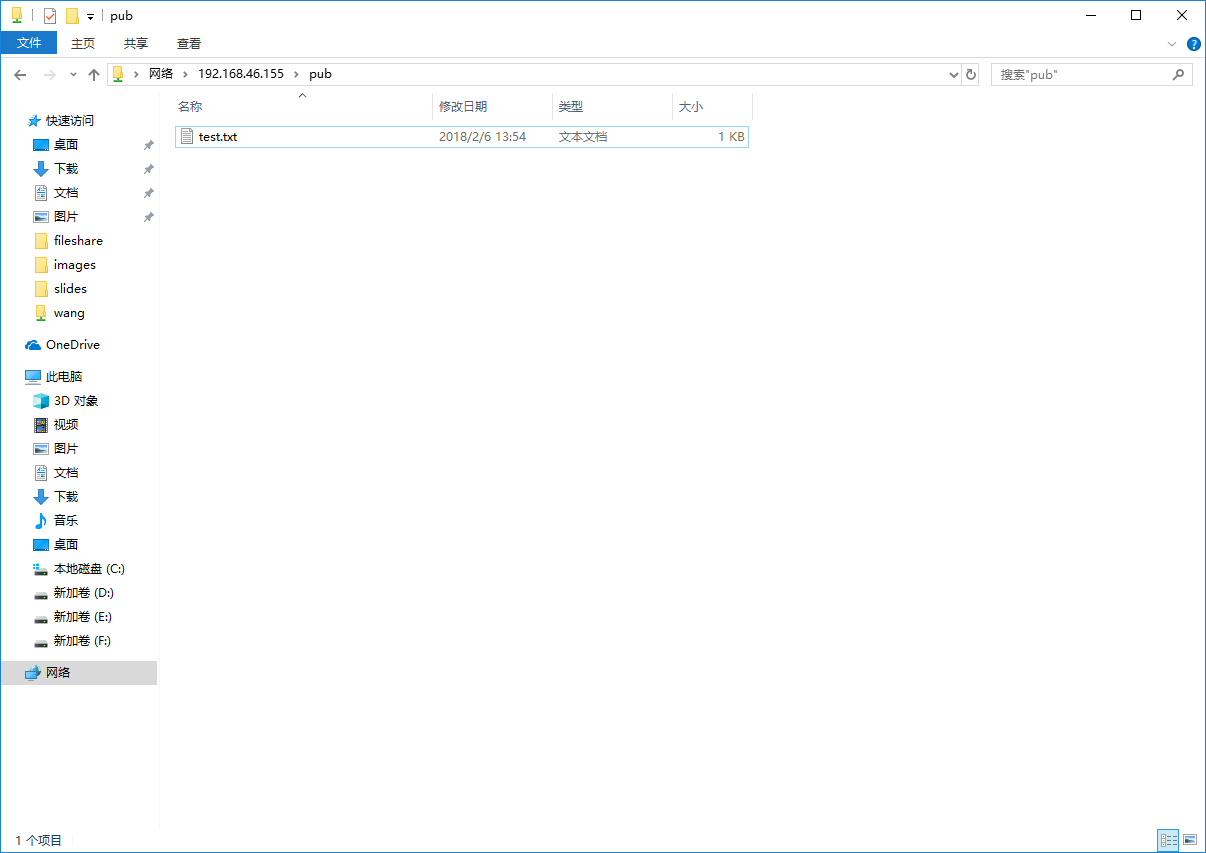 pub
文件 主页 共享 查看
网络 192.168.46.155 pub 搜索"pub"
名称 修改日期 类型 大小
test.txt 2018/2/6 13:54 文本文档 1 KB
快速访问
桌面
下载
文档
图片
fileshare
images
slides
wang
OneDrive
此电脑
3D 对象
视频
图片
文档
下载
音乐
桌面
本地磁盘 (C:)
新加卷 (D:)
新加卷 (E:)
新加卷 (F:)
网络
1 个项目